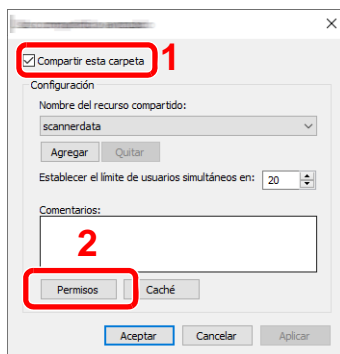 Compartir esta carpeta
1
Configuración
Nombre del recurso compartido:
scannerdata
Agregar Quitar
Establecer el límite de usuarios simultáneos en: 20
Comentarios:
2
Permisos Caché
Aceptar Cancelar Aplicar